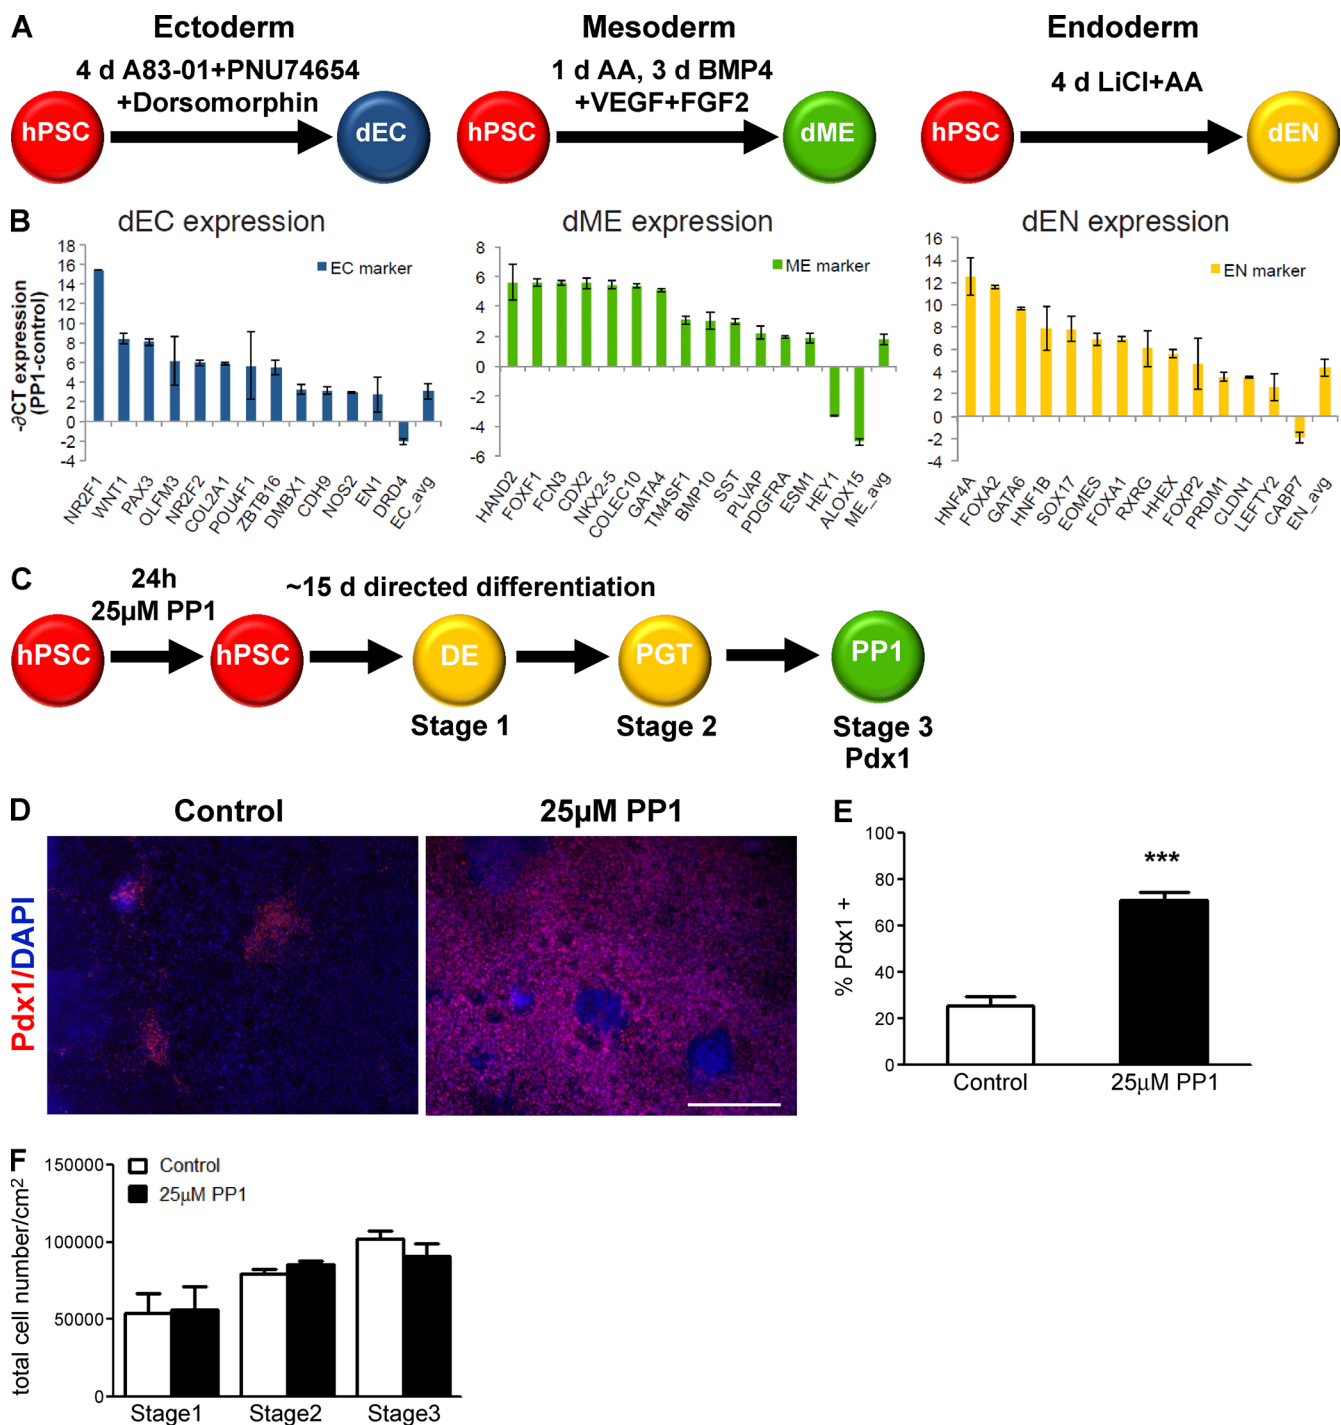 A
Ectoderm
Mesoderm
Endoderm
4 d A83-01+PNU74654
+Dorsomorphin
1 d AA, 3 d BMP4
+VEGF+FGF2
4 d LiCl+AA
hPSC
dEC
hPSC
dME
hPSC
dEN
B
dEC expression
dME expression
dEN expression
-∂CT expression
(PP1-control)
18
16
14
12
10
8
6
4
2
0
-2
-4
EC marker
NR2F1
WNT1
PAX3
OLFM3
NR2F2
COL2A1
POU4F1
ZBTB16
DMBX1
CDH9
NOS2
EN1
DRD4
EC_avg
8
6
4
2
0
-2
-4
-6
ME marker
HAND2
FOXF1
FCN3
CDX2
NKX2-5
COLEC10
GATA4
TM4SF1
BMP10
SST
PLVAP
PDGFRA
ESM1
HEY1
ALOX15
ME_avg
16
14
12
10
8
6
4
2
0
-2
-4
EN marker
HNF4A
FOXA2
GATA6
HNF1B
SOX17
EOMES
FOXA1
RXRG
HHEX
FOXP2
PRDM1
CLDN1
LEFTY2
CABP7
EN_avg
C
24h
25µM PP1
~15 d directed differentiation
hPSC
hPSC
DE
PGT
PP1
Stage 1
Stage 2
Stage 3
Pdx1
D
Control
25µM PP1
Pdx1/DAPI
E
% Pdx1 +
100
80
60
40
20
0
***
Control
25µM PP1
F
total cell number/cm²
150000
100000
50000
0
Control
25µM PP1
Stage1
Stage2
Stage3